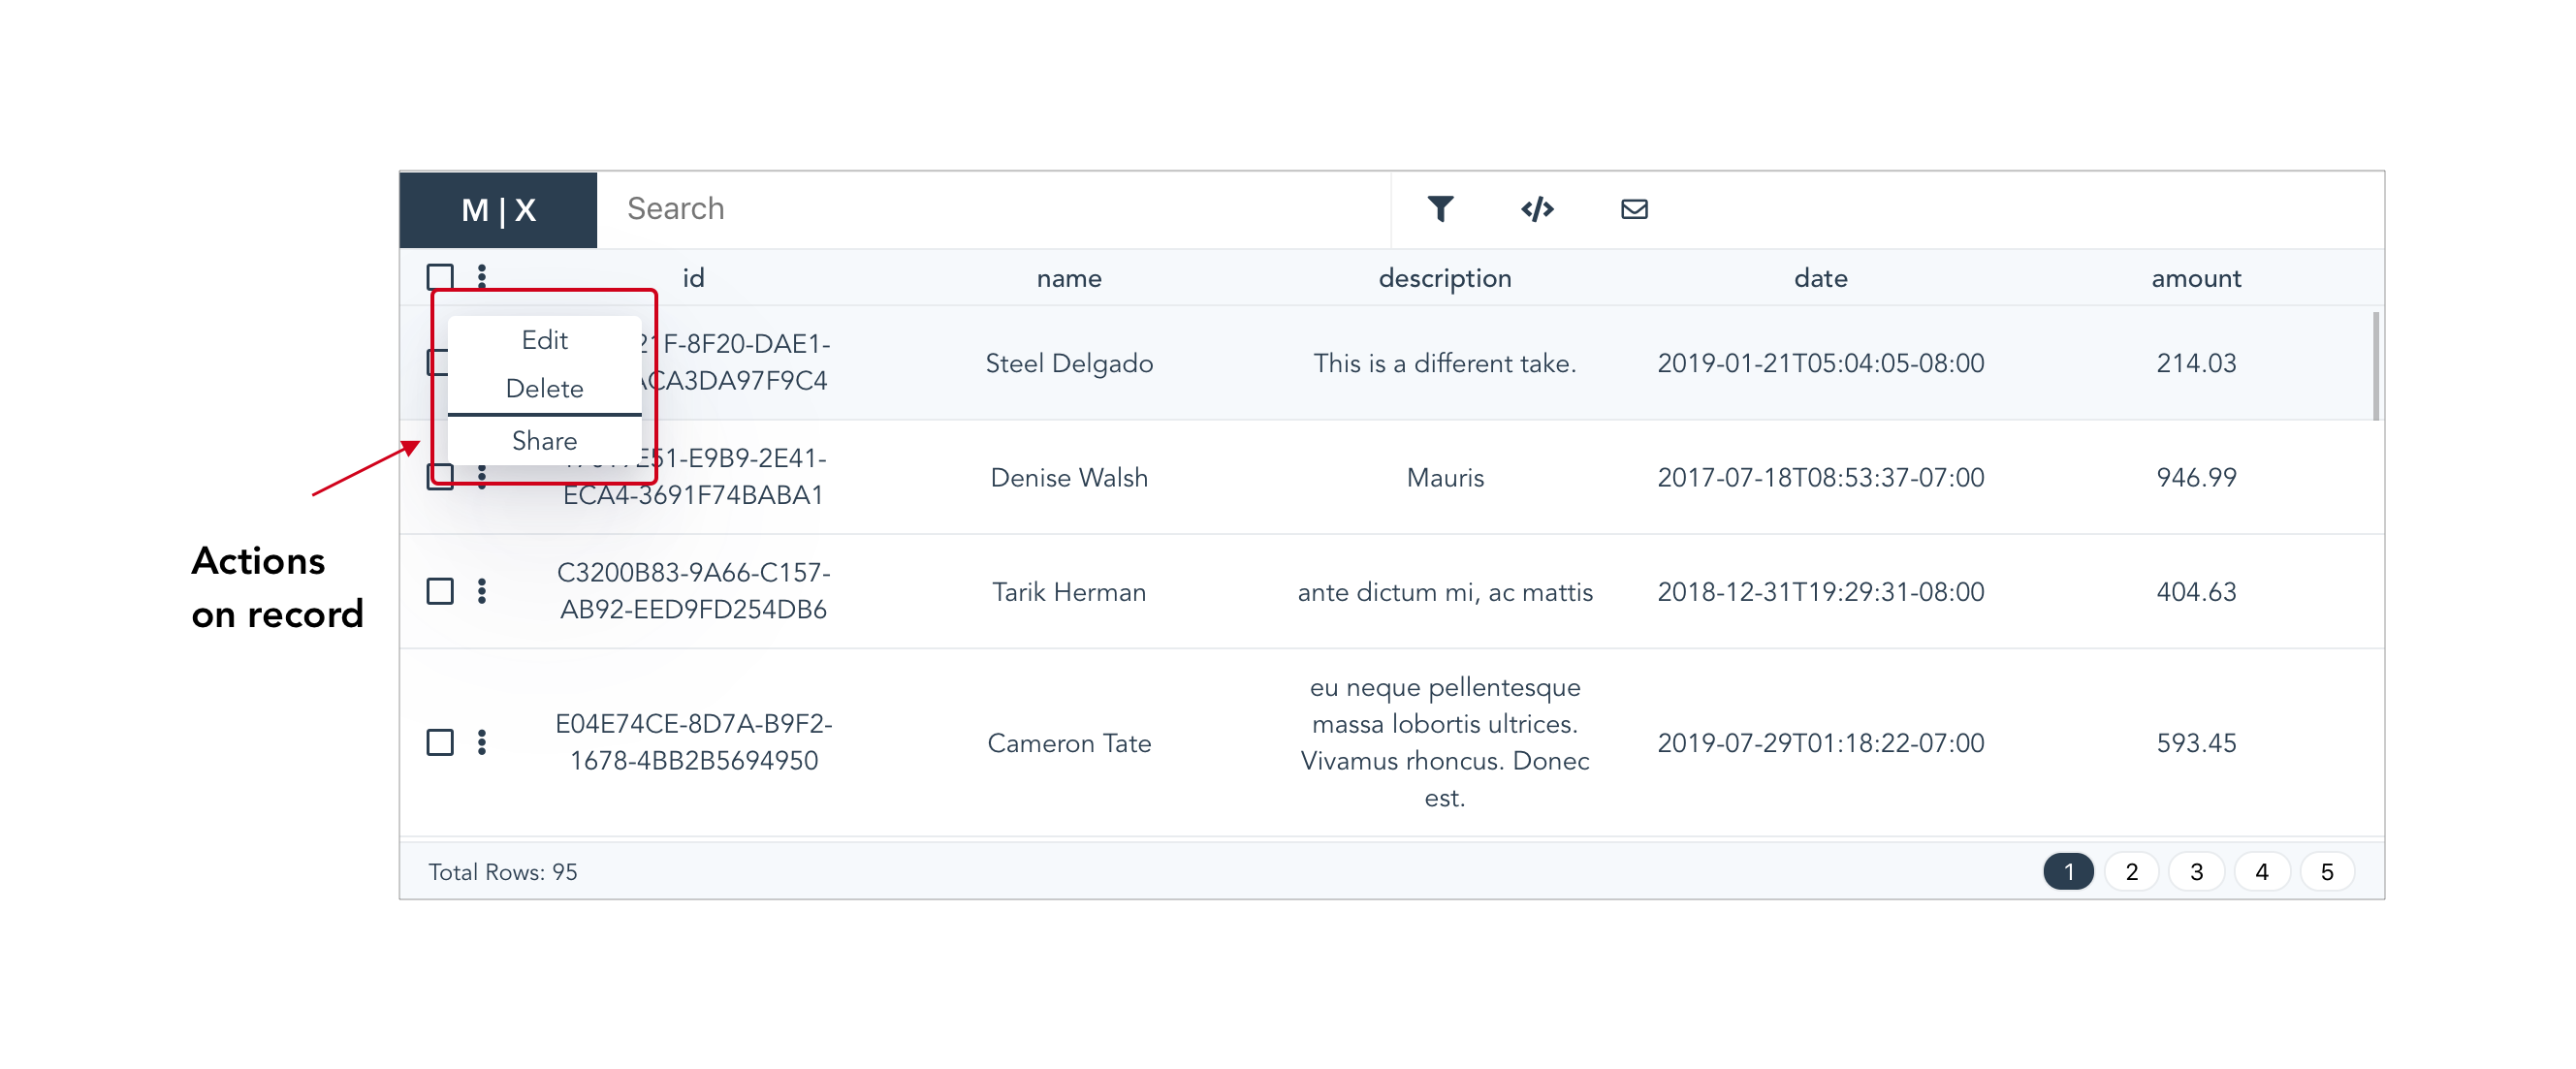 M | X Search
id name description date amount
Edit
Delete
Share
F-8F20-DAE1-
CA3DA97F9C4
Steel Delgado This is a different take. 2019-01-21T05:04:05-08:00 214.03
51-E9B9-2E41-
ECA4-3691F74BABA1
Denise Walsh Mauris 2017-07-18T08:53:37-07:00 946.99
Actions
on record
C3200B83-9A66-C157-
AB92-EED9FD254DB6
Tarik Herman ante dictum mi, ac mattis 2018-12-31T19:29:31-08:00 404.63
E04E74CE-8D7A-B9F2-
1678-4BB2B5694950
Cameron Tate
eu neque pellentesque
massa lobortis ultrices.
Vivamus rhoncus. Donec
est.
2019-07-29T01:18:22-07:00 593.45
Total Rows: 95 1 2 3 4 5